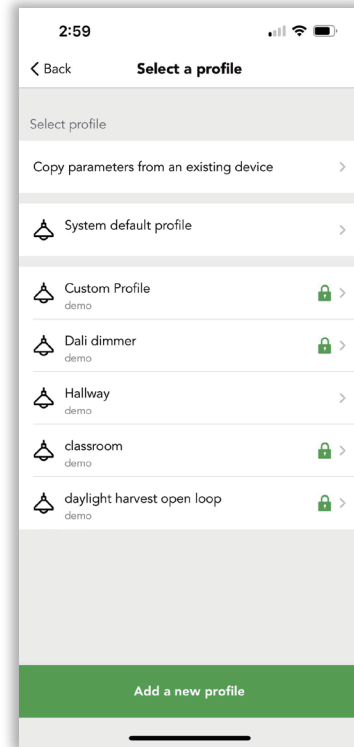 2:59
Back
Select a profile
Select profile
Copy parameters from an existing device
System default profile
Custom Profile
demo
Dali dimmer
demo
Hallway
demo
classroom
demo
daylight harvest open loop
demo
Add a new profile